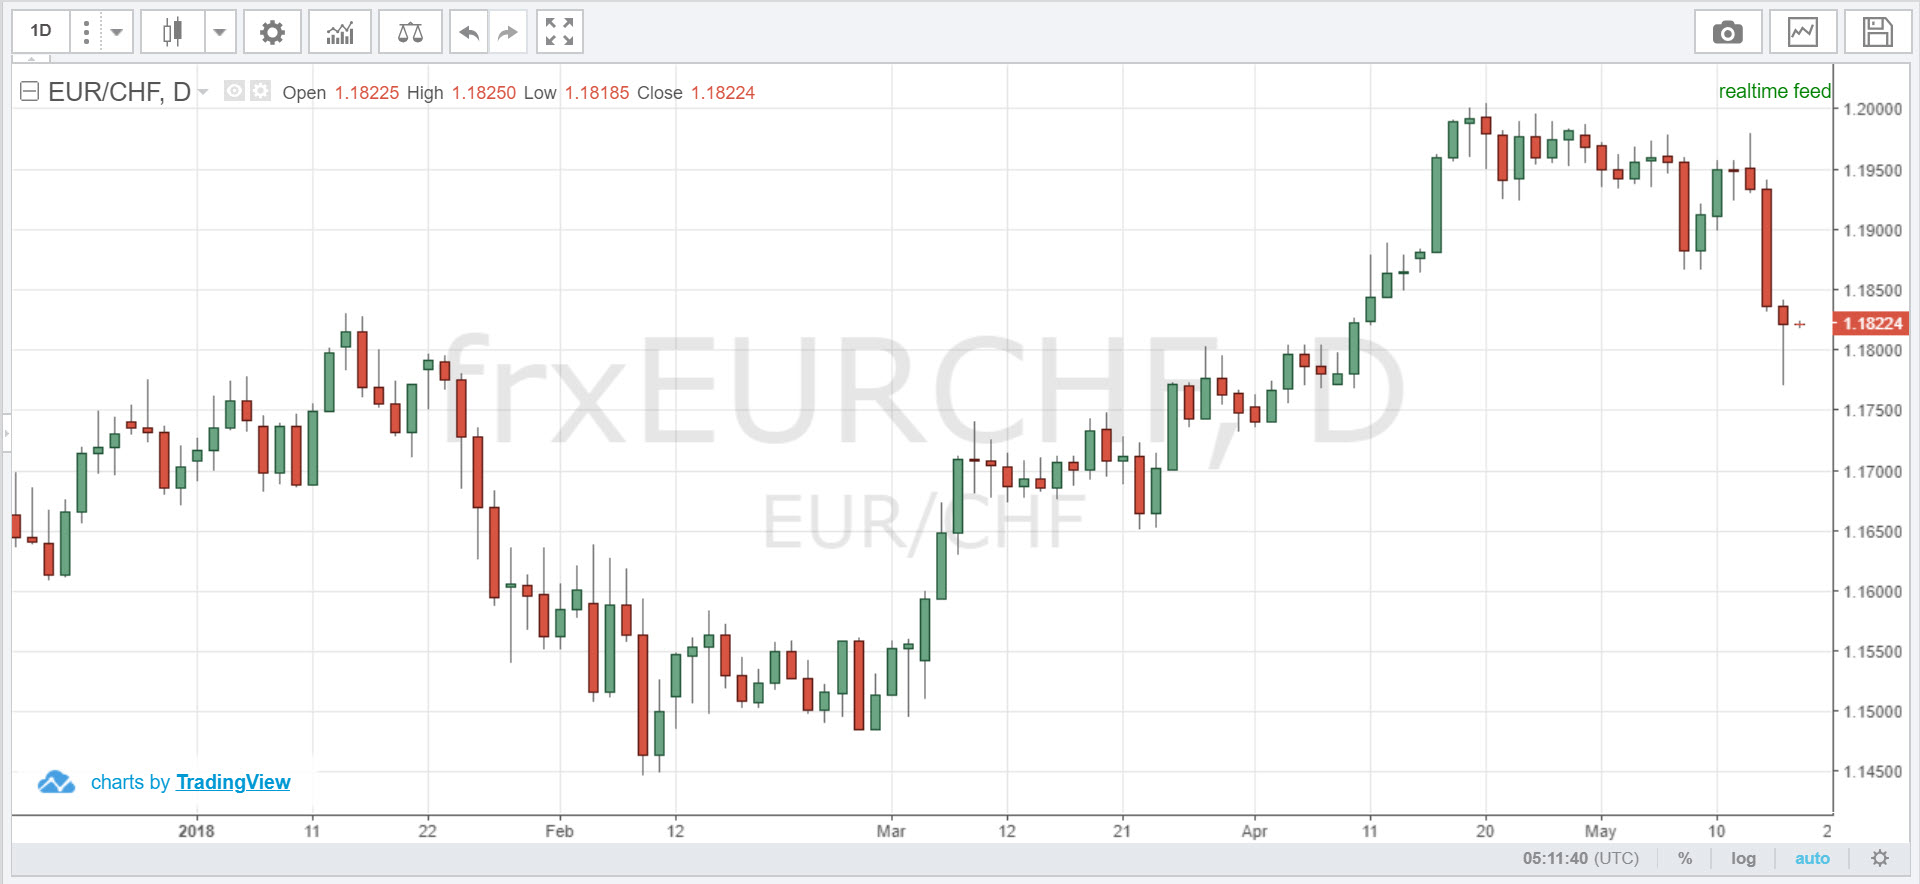 1D
EUR/CHF, D Open 1.18225 High 1.18250 Low 1.18185 Close 1.18224
realtime feed
frxEURCHF, D
EUR/CHF
1.20000
1.19500
1.19000
1.18500
1.18224
1.18000
1.17500
1.17000
1.16500
1.16000
1.15500
1.15000
1.14500
charts by TradingView
2018 11 22 Feb 12 Mar 12 21 Apr 11 20 May 10 2
05:11:40 (UTC) % log auto